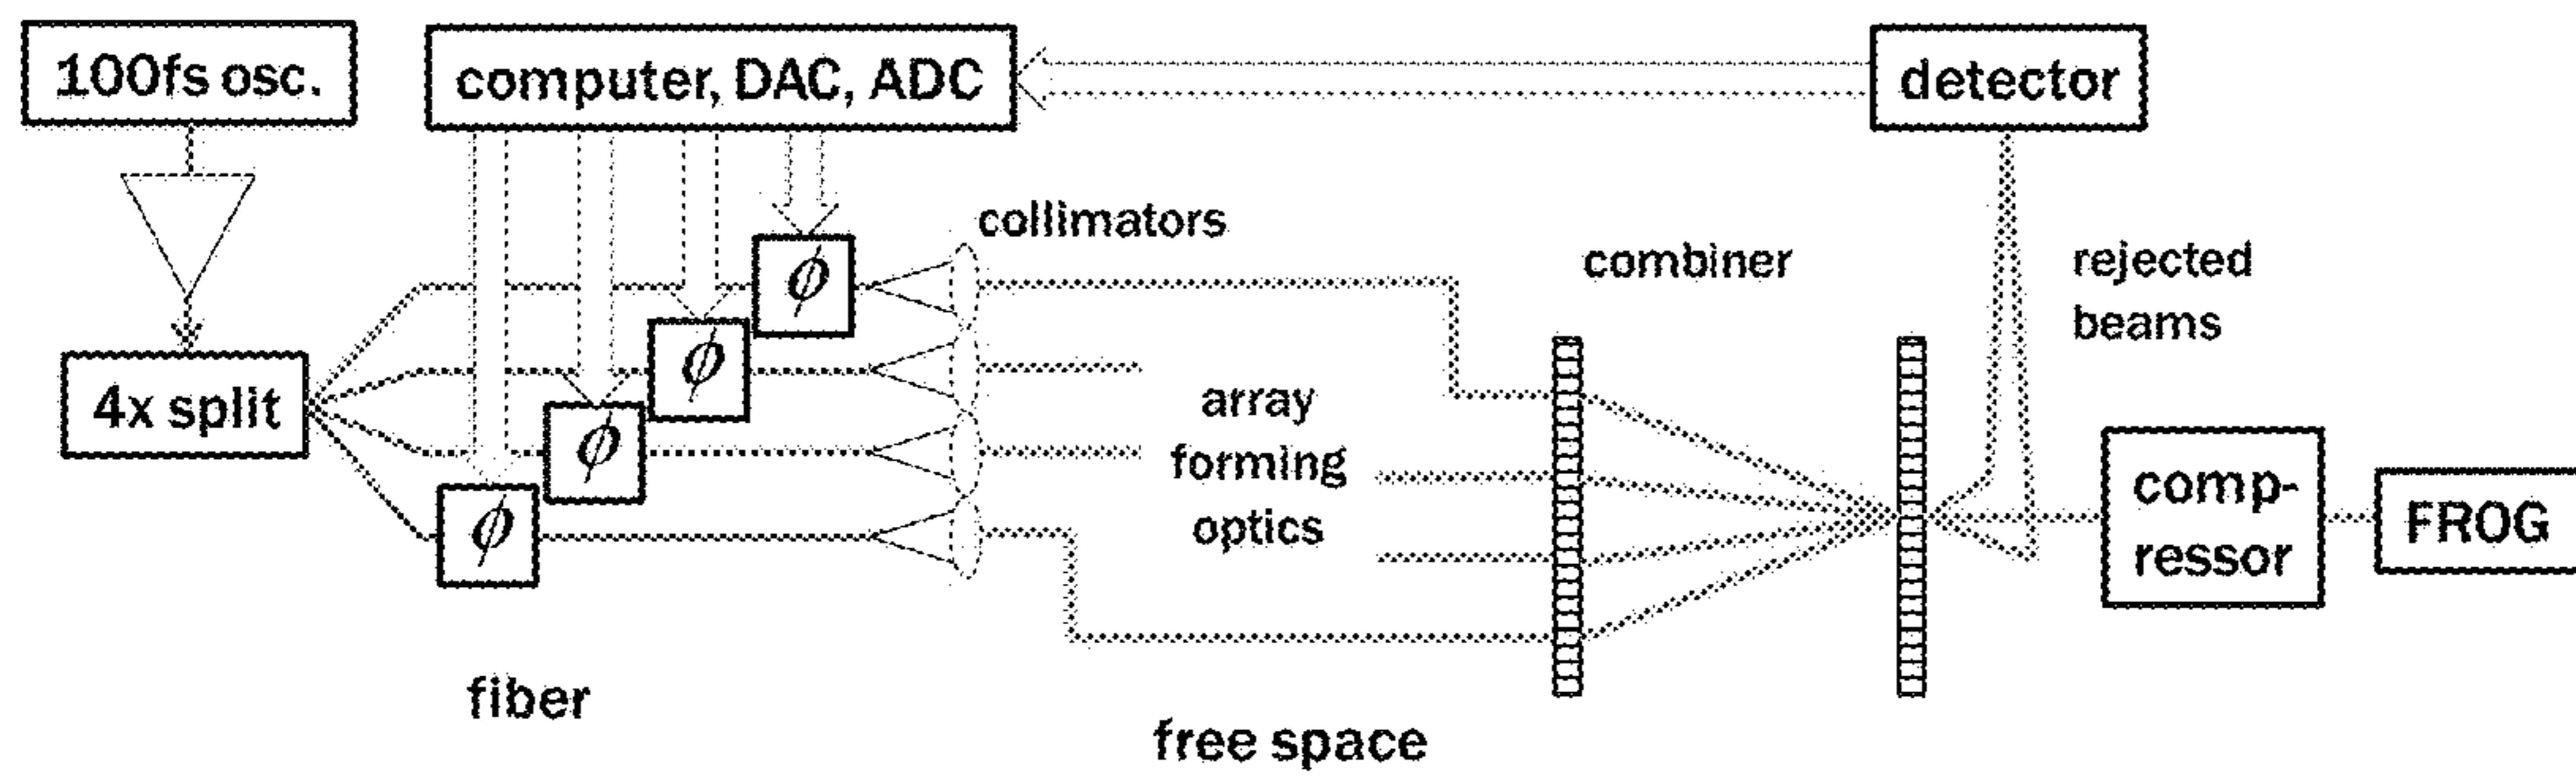 100fs osc.
computer, DAC, ADC
detector
collimators
combiner
rejected
beams
ϕ
ϕ
ϕ
ϕ
4x split
array
forming
optics
comp-
ressor
FROG
fiber
free space